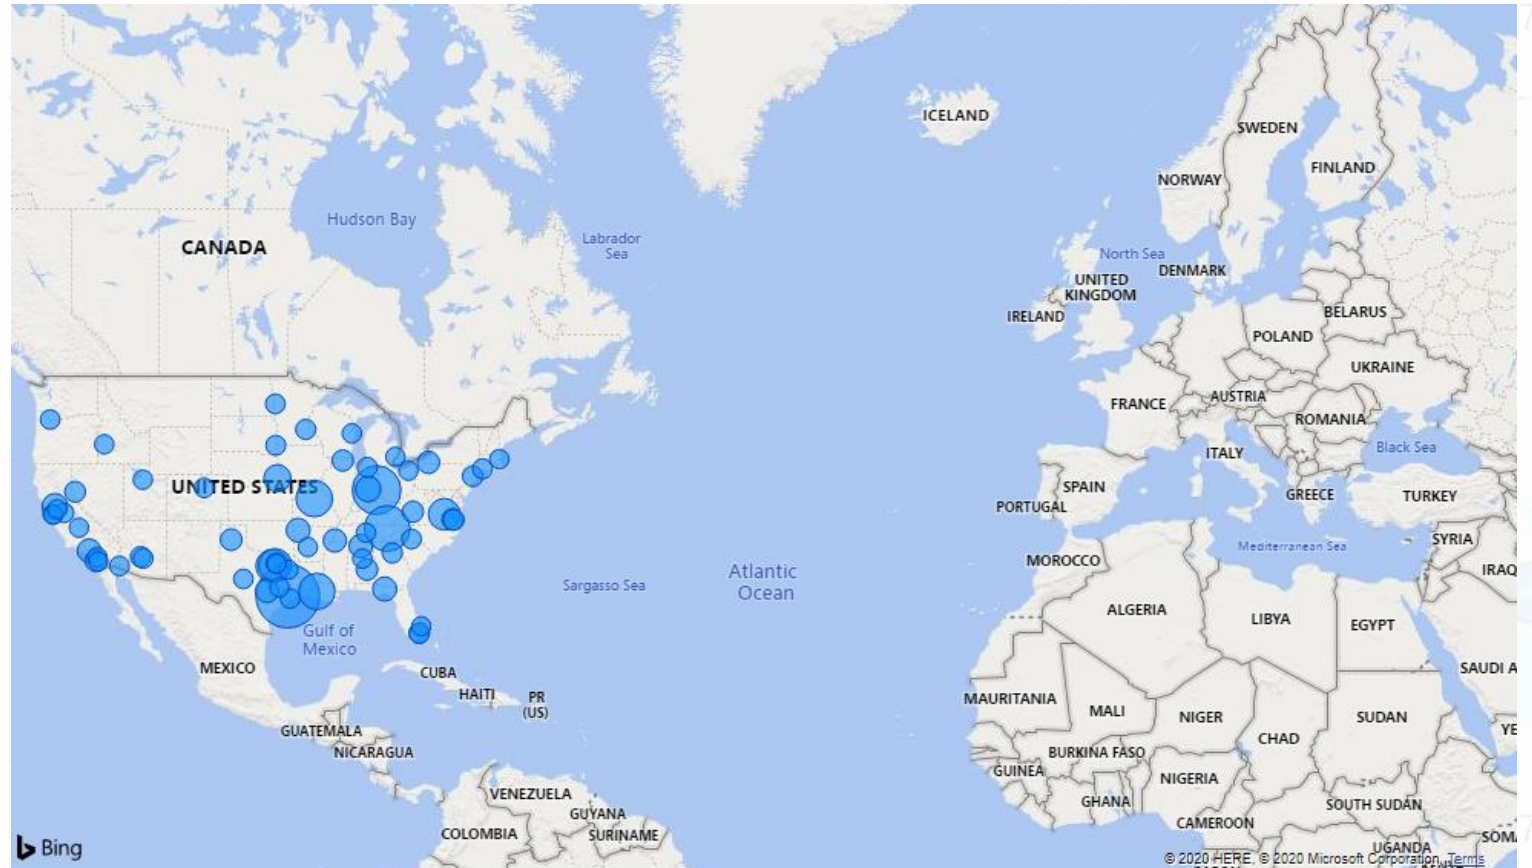 ICELAND
SWEDEN
FINLAND
NORWAY
Hudson Bay
CANADA
Labrador
Sea
North Sea
DENMARK
UNITED
KINGDOM
IRELAND
BELARUS
POLAND
UKRAINE
AUSTRIA
FRANCE
ROMANIA
Black Sea
ITALY
UNITED STATES
SPAIN
GREECE
TURKEY
PORTUGAL
SYRIA
Mediterranean Sea
MOROCCO
IRAQ
Sargasso Sea
Atlantic
Ocean
ALGERIA
LIBYA
EGYPT
Gulf of
Mexico
MEXICO
CUBA
SAUDI A
HAITI
PR
(US)
MAURITANIA
MALI
NIGER
SUDAN
GUATEMALA
YE
CHAD
NICARAGUA
BURKINA FASO
GUINEA
NIGERIA
VENEZUELA
GHANA
SOUTH SUDAN
GUYANA
CAMEROON
COLOMBIA
SURINAME
SOM
UGANDA
Bing
© 2020 HERE, © 2020 Microsoft Corporation Terms